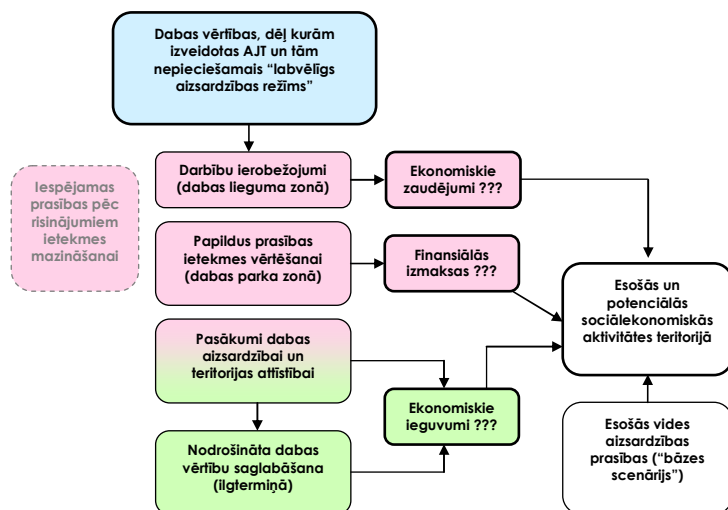 Dabas vērtības, dēļ kurām
izveidotas AJT un tām
nepieciešamais “labvēlīgs
aizsardzības režīms”
Iespējamas
prasības pēc
risinājumiem
ietekmes
mazināšanai
Darbību ierobežojumi
(dabas lieguma zonā)
Ekonomiskie
zaudējumi ???
Papildus prasības
ietekmes vērtēšanai
(dabas parka zonā)
Finansiālās
izmaksas ???
Pasākumi dabas
aizsardzībai un
teritorijas attīstībai
Ekonomiskie
ieguvumi ???
Nodrošināta dabas
vērtību saglabāšana
(ilgtermiņā)
Esošās un
potenciālās
sociālekonomiskās
aktivitātes teritorijā
Esošās vides
aizsardzības
prasības (“bāzes
scenārijs”)